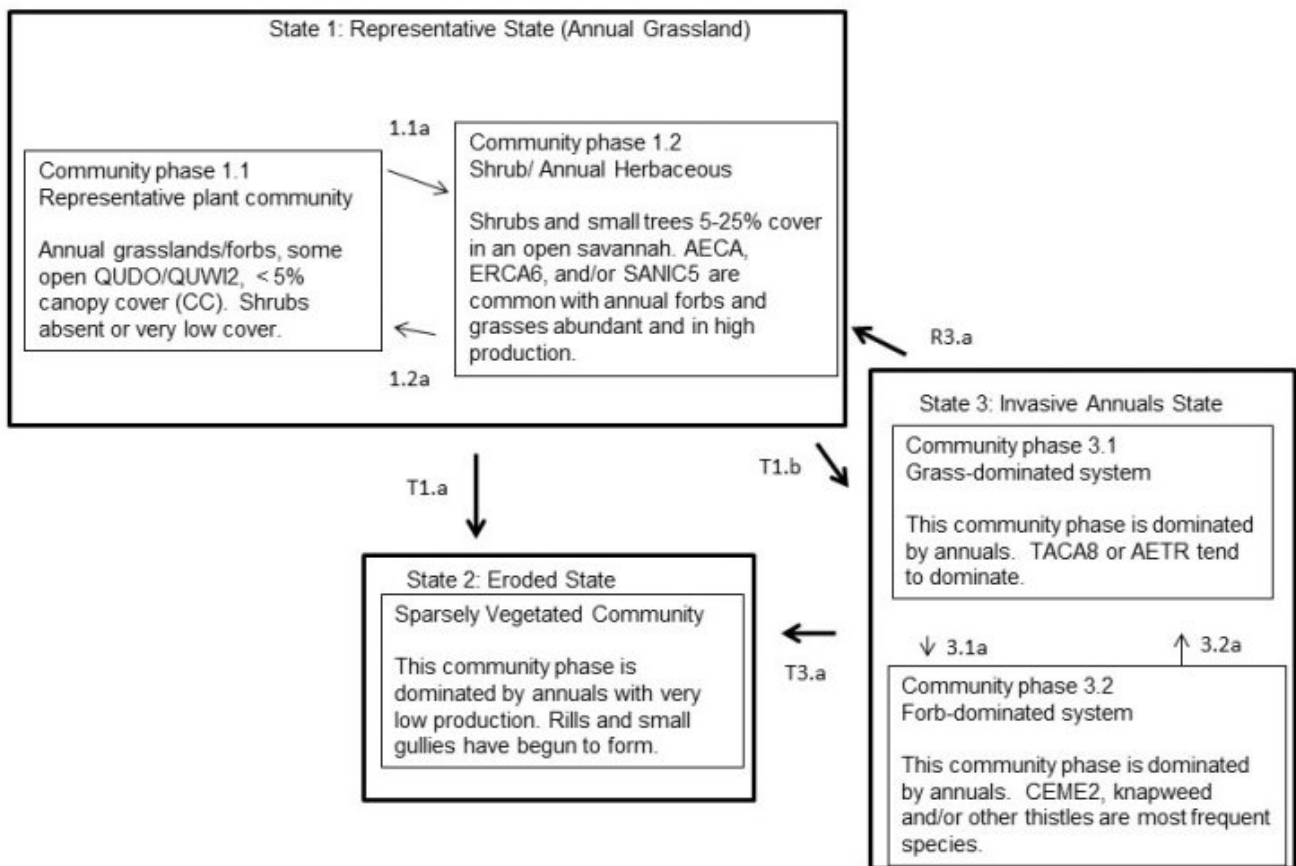 State 1: Representative State (Annual Grassland)
1.1a
Community phase 1.1
Representative plant community
Annual grasslands/forbs, some
open QUDO/QUWI2, < 5%
canopy cover (CC). Shrubs
absent or very low cover.
Community phase 1.2
Shrub/ Annual Herbaceous
Shrubs and small trees 5-25% cover
in an open savannah. AECA,
ERCA6, and/or SANIC5 are
common with annual forbs and
grasses abundant and in high
production.
1.2a
R3.a
T1.a
T1.b
State 3: Invasive Annuals State
Community phase 3.1
Grass-dominated system
This community phase is dominated
by annuals. TACA8 or AETR tend
to dominate.
State 2: Eroded State
Sparsely Vegetated Community
This community phase is
dominated by annuals with very
low production. Rills and small
gullies have begun to form.
T3.a
3.1a
3.2a
Community phase 3.2
Forb-dominated system
This community phase is dominated
by annuals. CEME2, knapweed
and/or other thistles are most frequent
species.